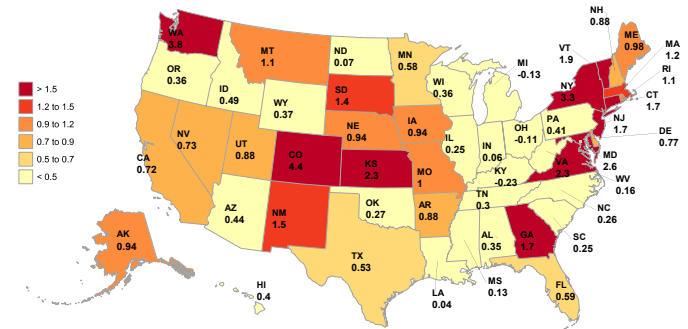 NH
0.88
WA
3.8
MT
1.1
ND
0.07
MN
0.58
ME
0.98
MA
1.2
VT
1.9
RI
1.1
MI
-0.13
OR
0.36
ID
0.49
WY
0.37
SD
1.4
WI
0.36
NY
3.3
CT
1.7
NJ
1.7
> 1.5
1.2 to 1.5
0.9 to 1.2
0.7 to 0.9
0.5 to 0.7
< 0.5
NV
0.73
UT
0.88
CA
0.72
CO
4.4
NE
0.94
IA
0.94
KS
2.3
MO
1
IL
0.25
IN
0.06
OH
-0.11
PA
0.41
DE
0.77
MD
2.6
VA
2.3
WV
0.16
KY
-0.23
TN
0.3
NC
0.26
SC
0.25
AZ
0.44
NM
1.5
OK
0.27
AR
0.88
AL
0.35
GA
1.7
AK
0.94
TX
0.53
HI
0.4
LA
0.04
MS
0.13
FL
0.59